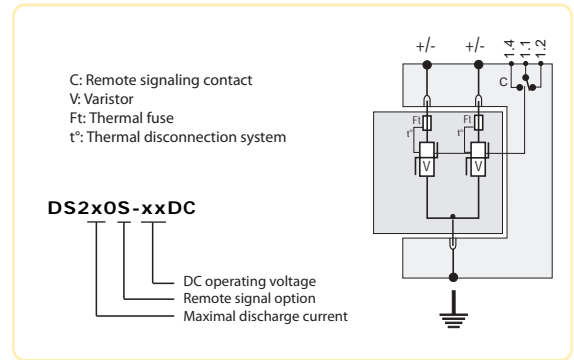 +/- +/- 1.4 1.1 1.2
C: Remote signaling contact
V: Varistor
Ft: Thermal fuse
t°: Thermal disconnection system
C
Ft Ft
t° t°
V V
DS2x0S-xxDC
DC operating voltage
Remote signal option
Maximal discharge current